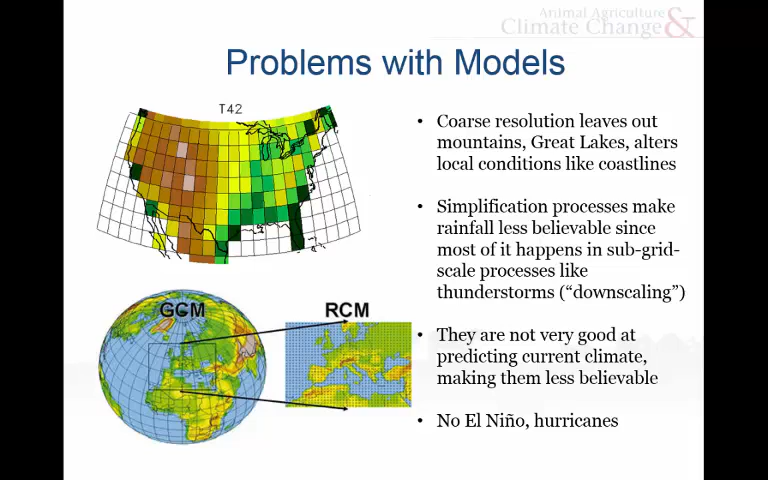 Animal Agriculture
Climate Change &
Problems with Models
T42
• Coarse resolution leaves out
mountains, Great Lakes, alters
local conditions like coastlines
• Simplification processes make
rainfall less believable since
most of it happens in sub-grid-
scale processes like
thunderstorms (“downscaling”)
GCM
RCM
• They are not very good at
predicting current climate,
making them less believable
• No El Niño, hurricanes